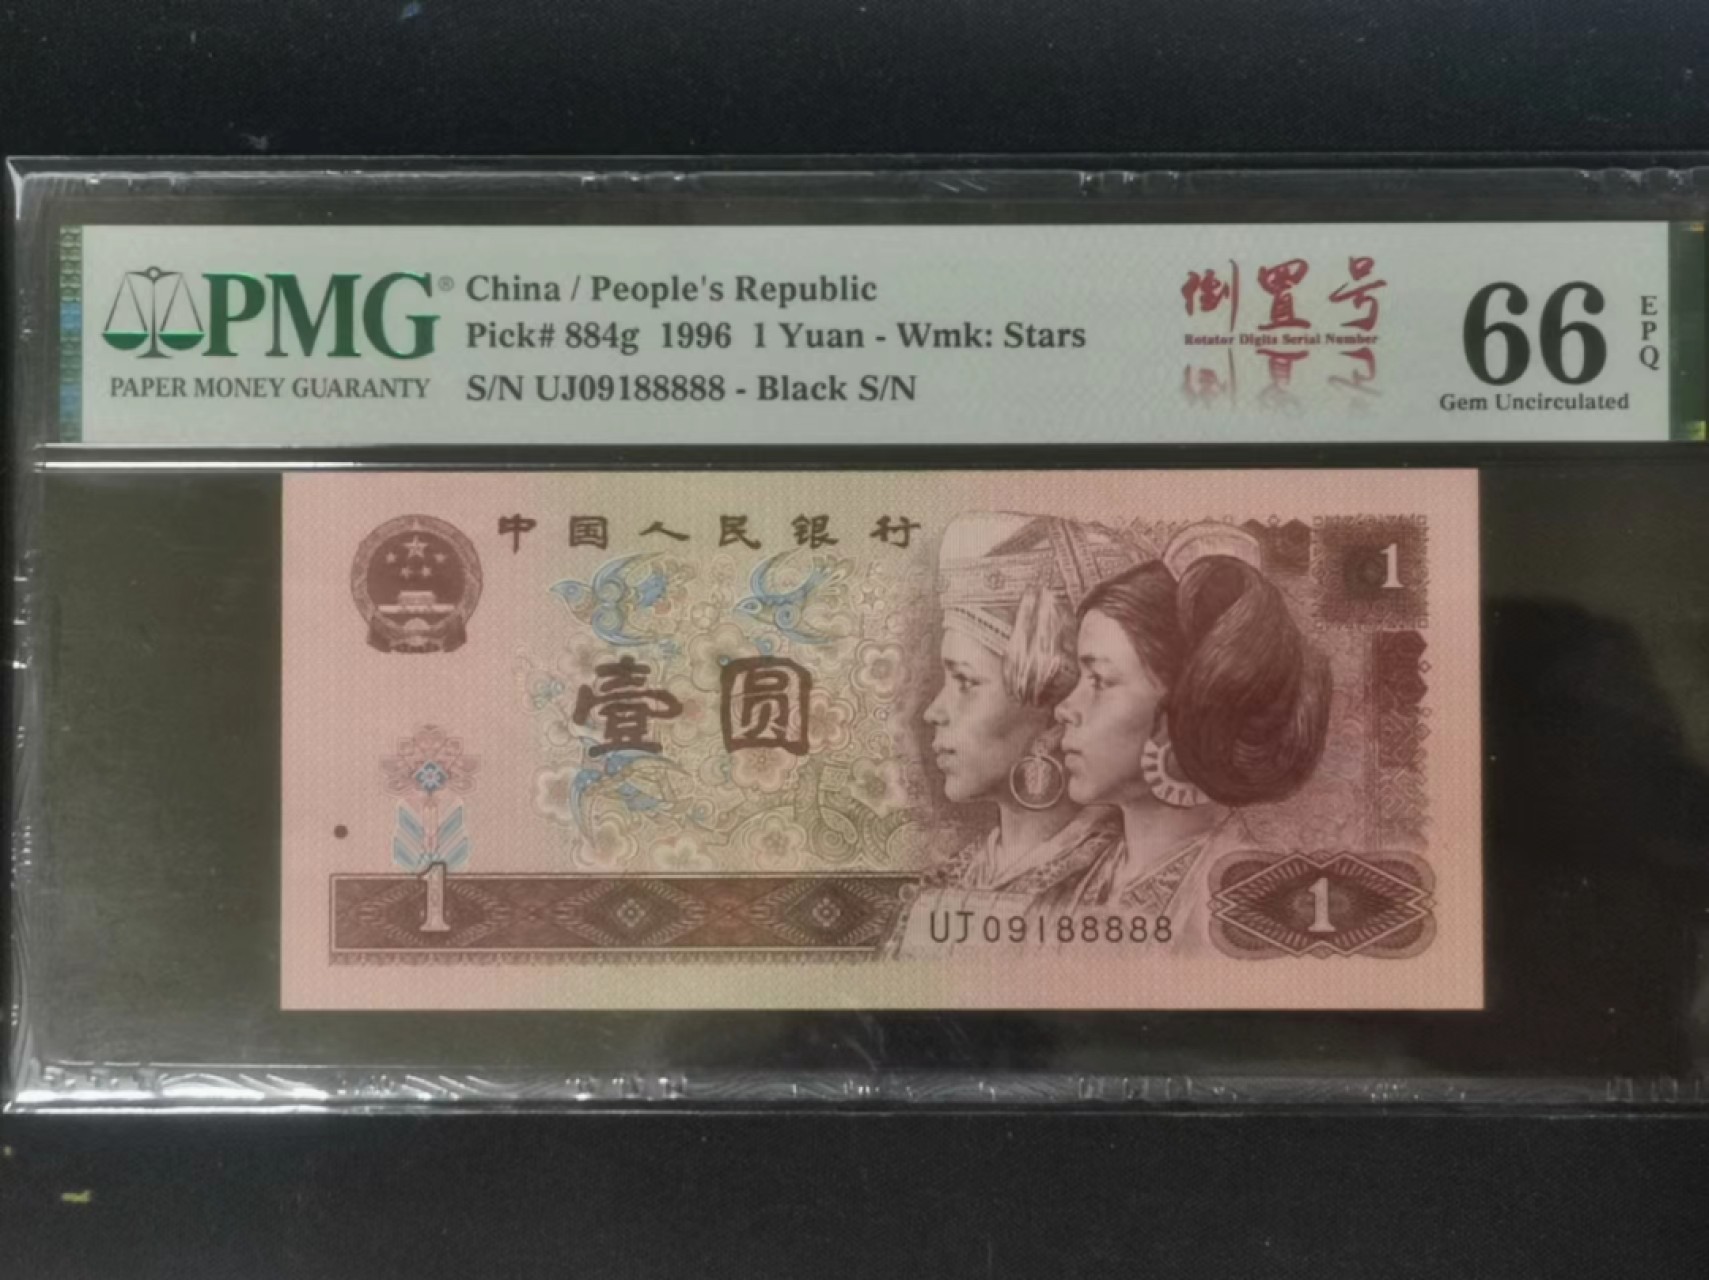 PMG®
PAPER MONEY GUARANTY
China / People's Republic
Pick# 884g 1996 1 Yuan - Wmk: Stars
S/N UJ09188888 - Black S/N
倒置号
Rotator Digits Serial Number
66
EPQ
Gem Uncirculated
中国人民银行
1
壹圆
1
UJ09188888
1